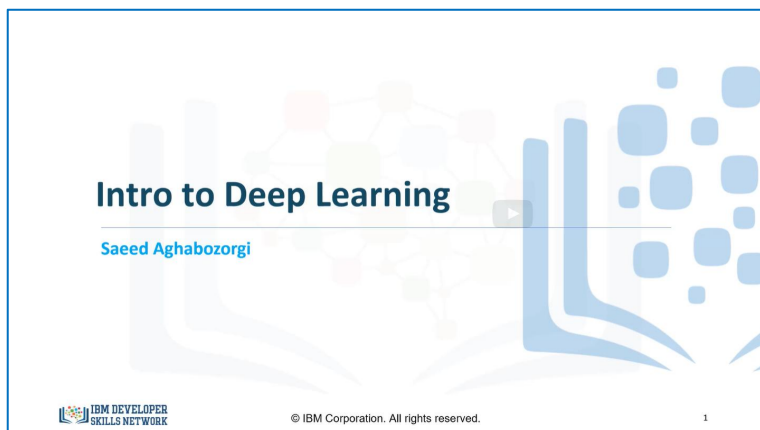 Intro to Deep Learning
Saeed Aghabozorgi
IBM DEVELOPER
SKILLS NETWORK
© IBM Corporation. All rights reserved.
1